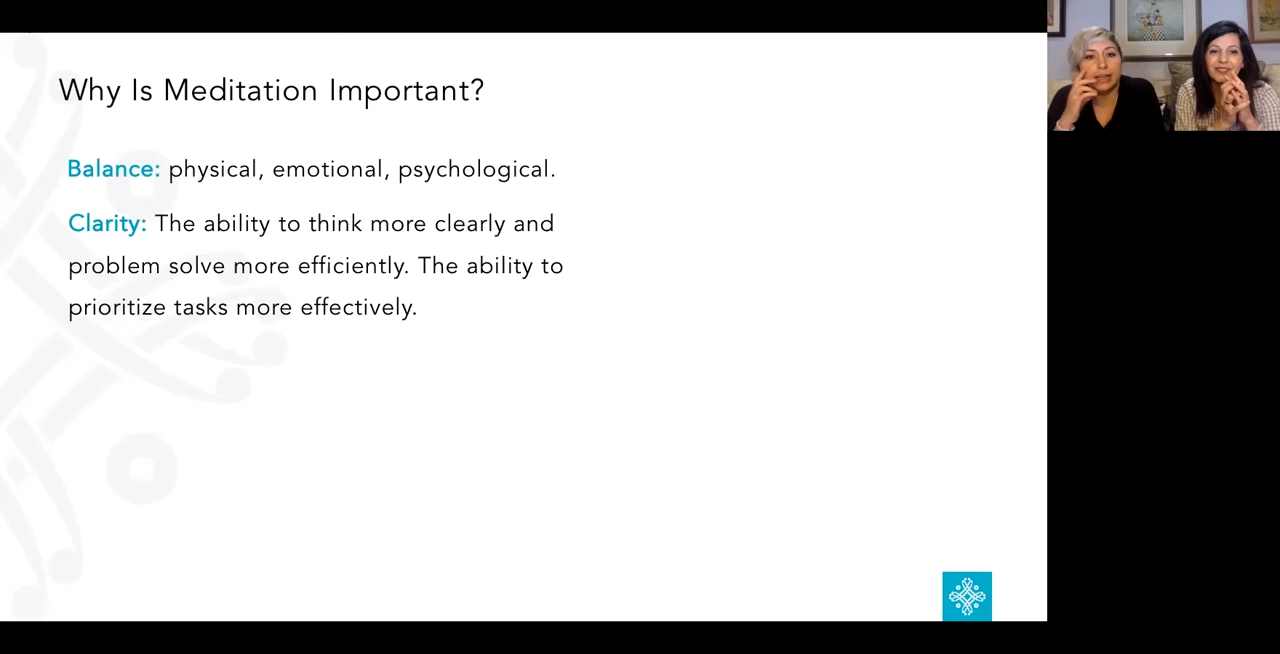 Why Is Meditation Important?
Balance: physical, emotional, psychological.
Clarity: The ability to think more clearly and
problem solve more efficiently. The ability to
prioritize tasks more effectively.